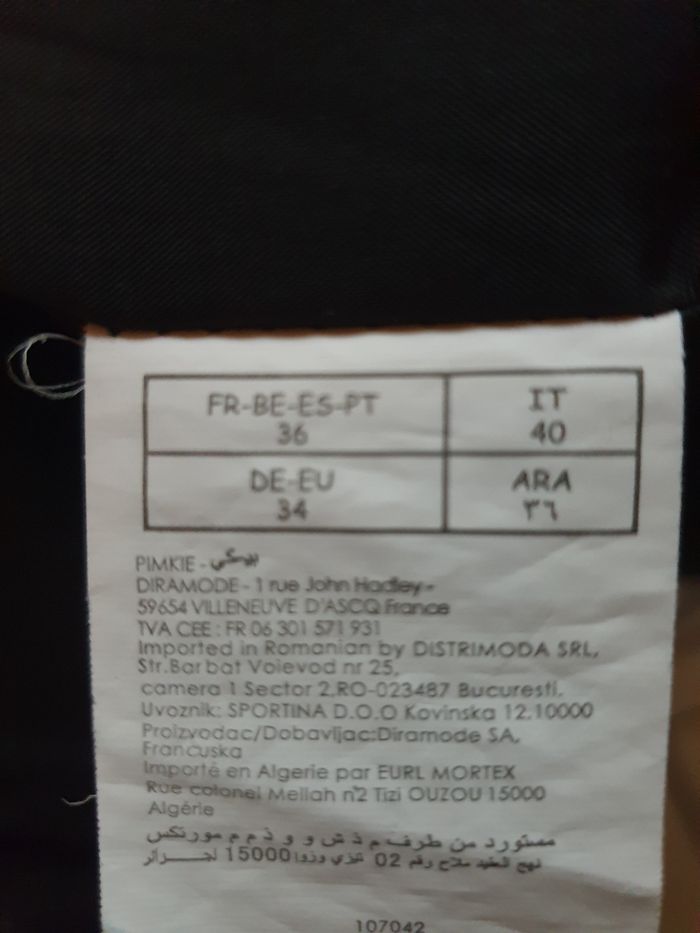 FR-BE-ES-PT
36
IT
40
DE-EU
34
ARA
٣٦
PIMKIE - بيمكي
DIRAMODE - 1 rue John Hadley -
59654 VILLENEUVE D'ASCQ France
TVA CEE : FR 06 301 571 931
Imported in Romanian by DISTRIMODA SRL,
Str.Barbat Voievod nr 25,
camera 1 Sector 2,RO-023487 Bucuresti.
Uvoznik: SPORTINA D.O.O Kovinska 12,10000
Proizvodac/Dobavljac:Diramode SA,
Francuska
Importé en Algerie par EURL MORTEX
Rue colonel Mellah n°2 Tizi OUZOU 15000
Algérie
مستورد من طرف م ذ ش و و ذ م م مورتكس
نهج العقيد ملاح رقم 02 تيزي وزو 15000 لجزائر
107042